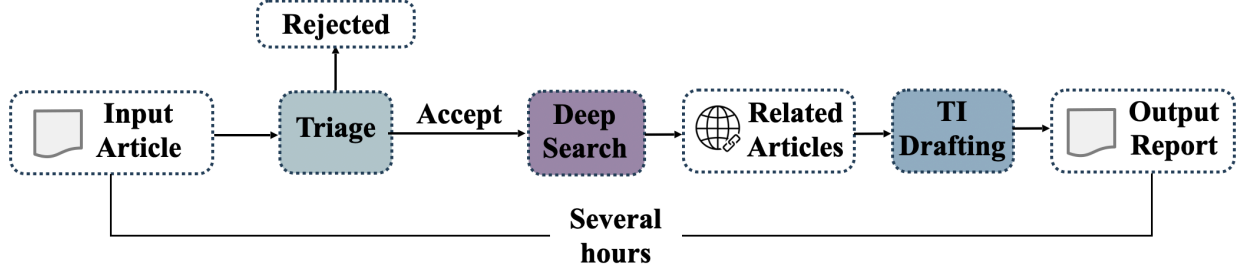 Rejected
Input
Article
Triage
Accept
Deep
Search
Related
Articles
TI
Drafting
Output
Report
Several
hours